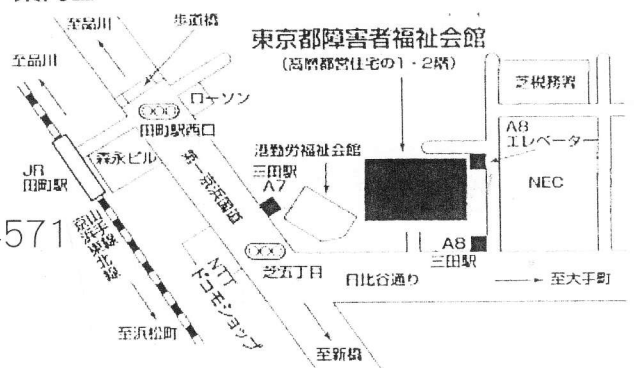 至品川
歩道橋
東京都障害者福祉会館
(高層都営住宅の1・2階)
至品川
ローソン
芝税務署
田町駅西口
A8
エレベーター
港勤労福祉会館
森永ビル
第一京浜国道
三田駅
A7
JR
田町駅
NEC
4571
山手線
京浜東北線
芝五丁目
A8
三田駅
NTT
ドコモショップ
日比谷通り
至大手町
至浜松町
至新橋